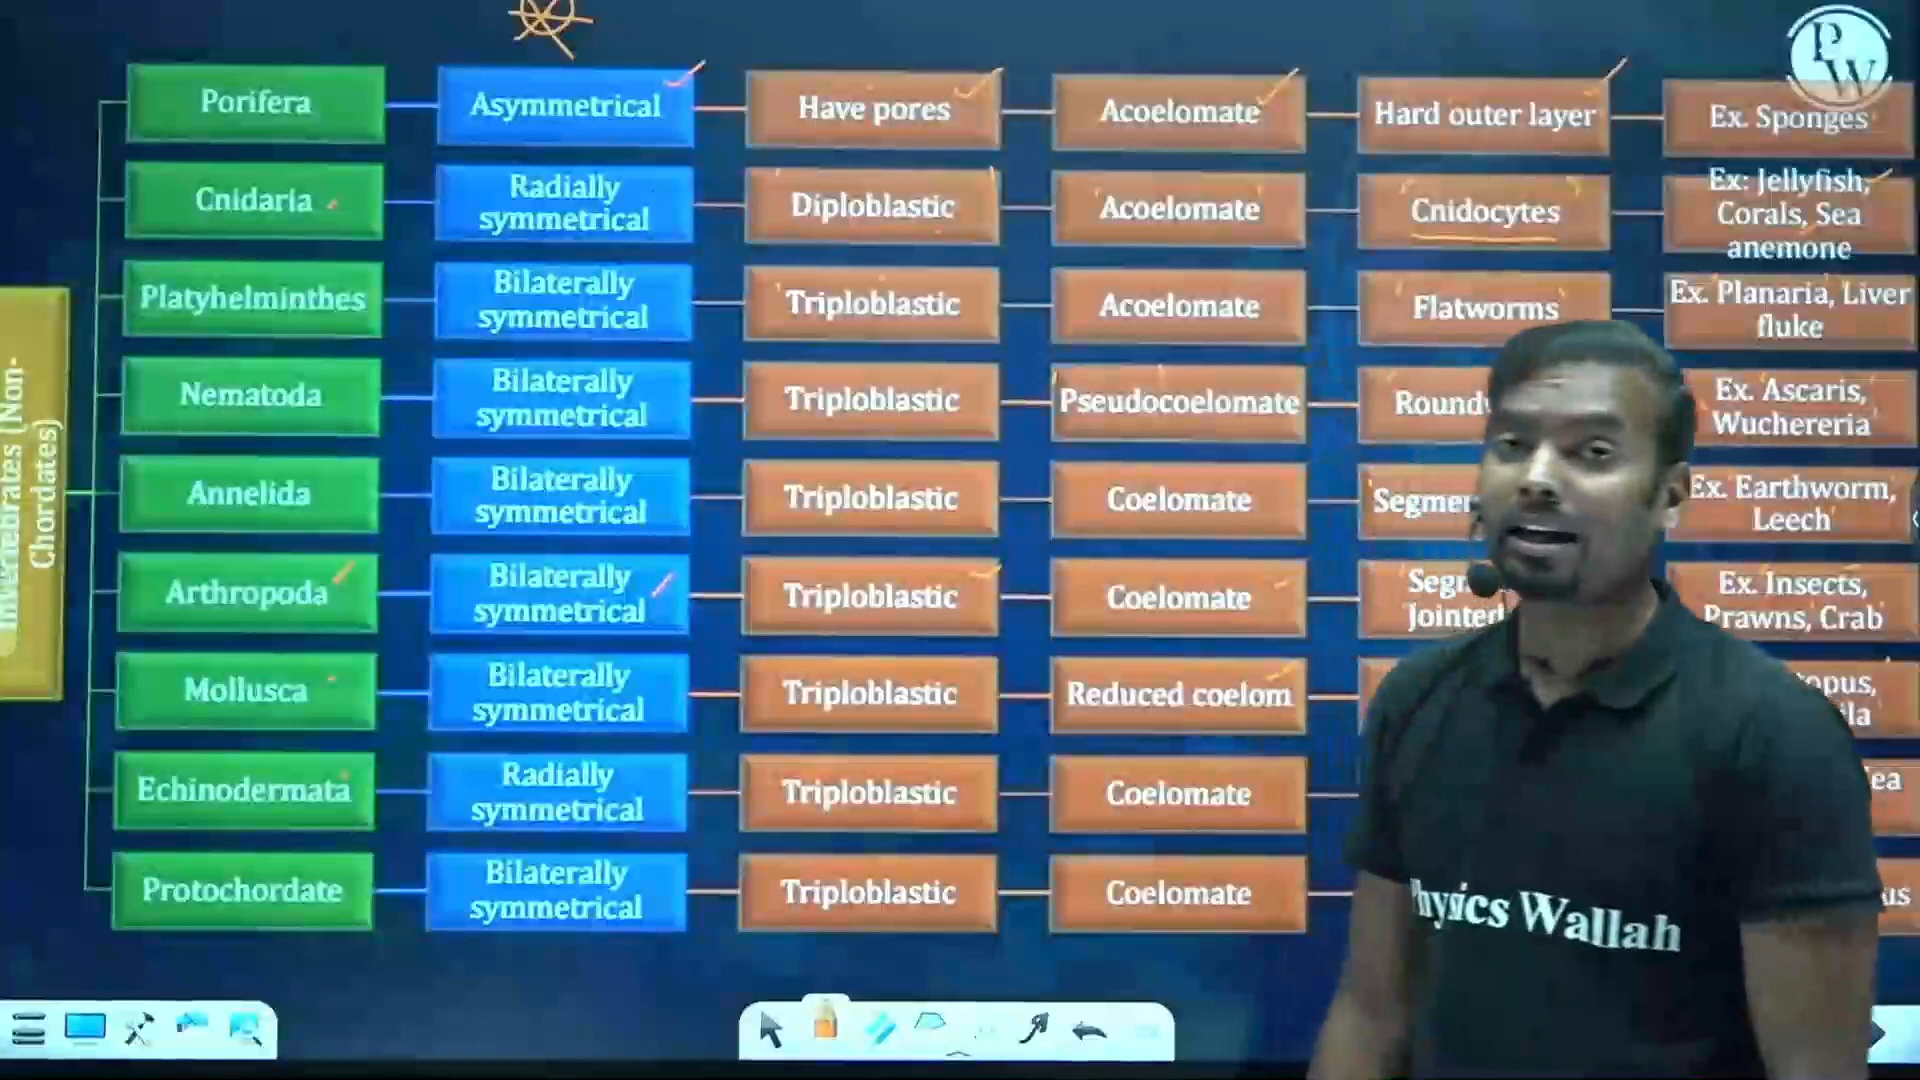 PW
Porifera
Asymmetrical
Have pores
Acoelomate
Hard outer layer
Ex. Sponges
Cnidaria
Radially
symmetrical
Diploblastic
Acoelomate
Cnidocytes
Ex: Jellyfish,
Corals, Sea
anemone
Platyhelminthes
Bilaterally
symmetrical
Triploblastic
Acoelomate
Flatworms
Ex. Planaria, Liver
fluke
(Non-
Chordates)
Nematoda
Bilaterally
symmetrical
Triploblastic
Pseudocoelomate
Ex. Ascaris,
Wuchereria
Annelida
Bilaterally
symmetrical
Triploblastic
Coelomate
Ex. Earthworm,
Leech
Arthropoda
Bilaterally
symmetrical
Triploblastic
Coelomate
Jointed
Ex. Insects,
Prawns, Crab
Mollusca
Bilaterally
symmetrical
Triploblastic
Reduced coelom
Echinodermata
Radially
symmetrical
Triploblastic
Coelomate
Protochordate
Bilaterally
symmetrical
Triploblastic
Coelomate
Physics Wallah